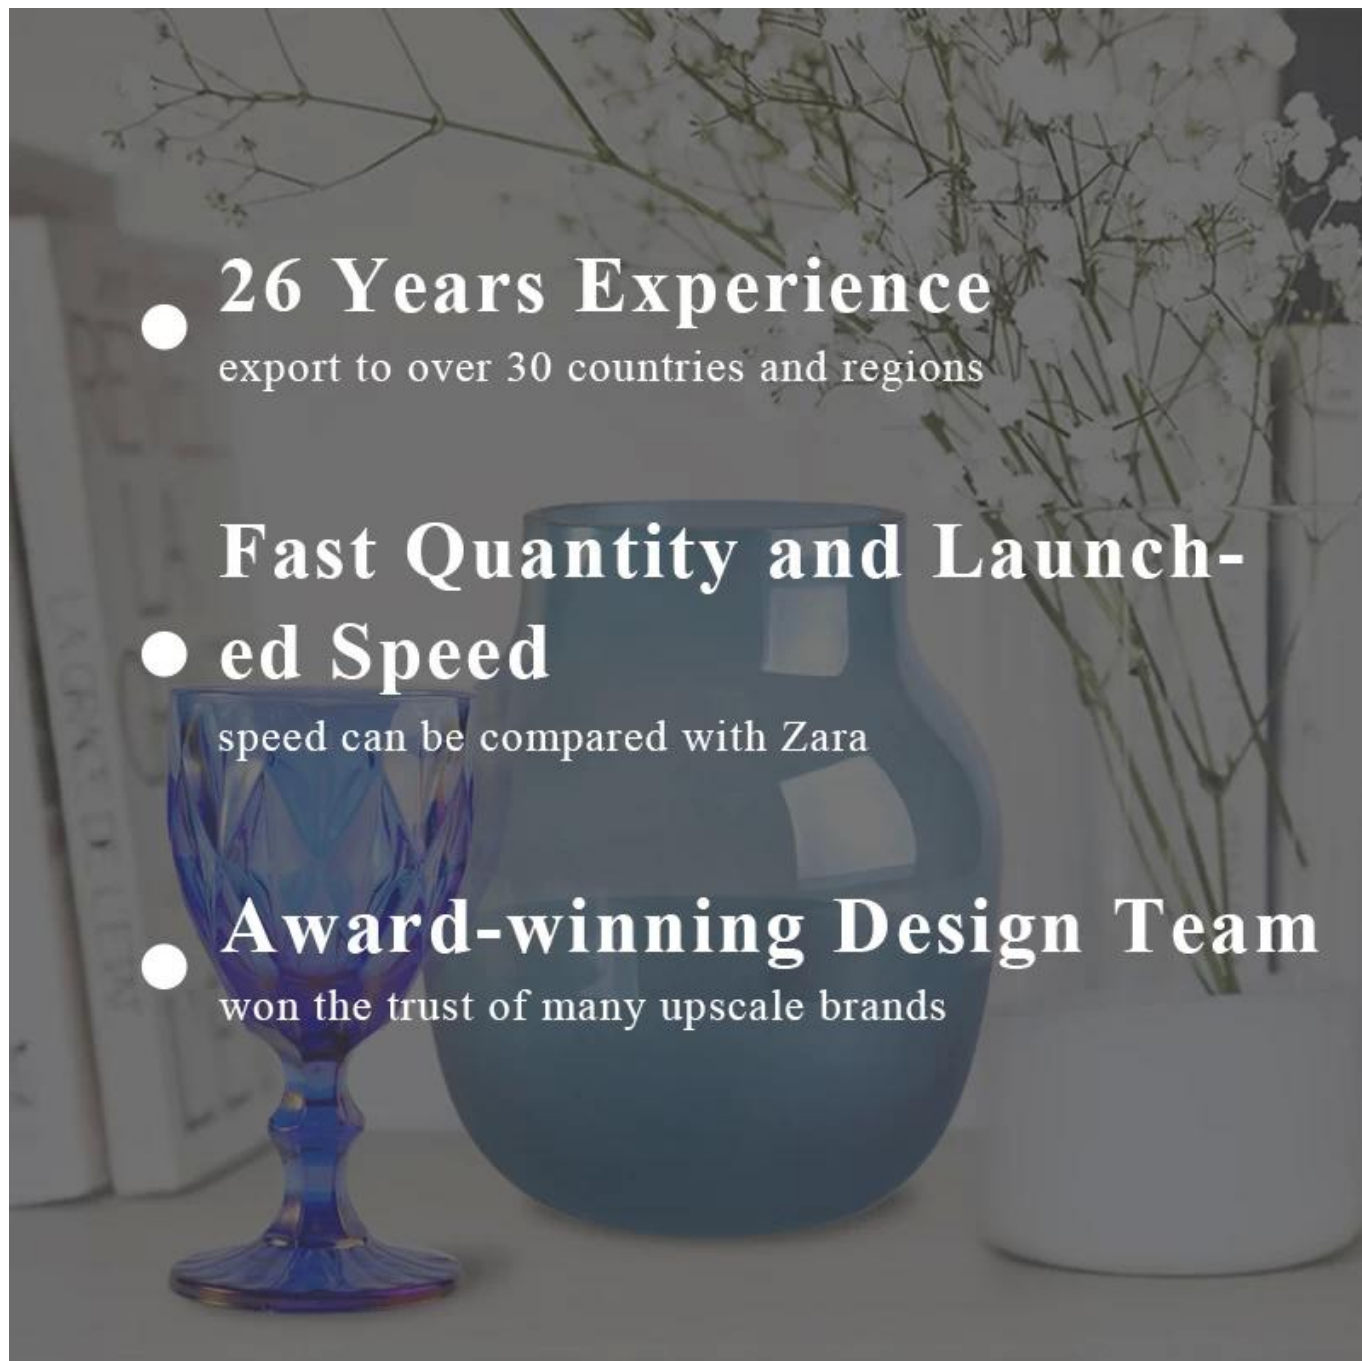 26 Years Experience
export to over 30 countries and regions
Fast Quantity and Launch-
ed Speed
speed can be compared with Zara
Award-winning Design Team
won the trust of many upscale brands